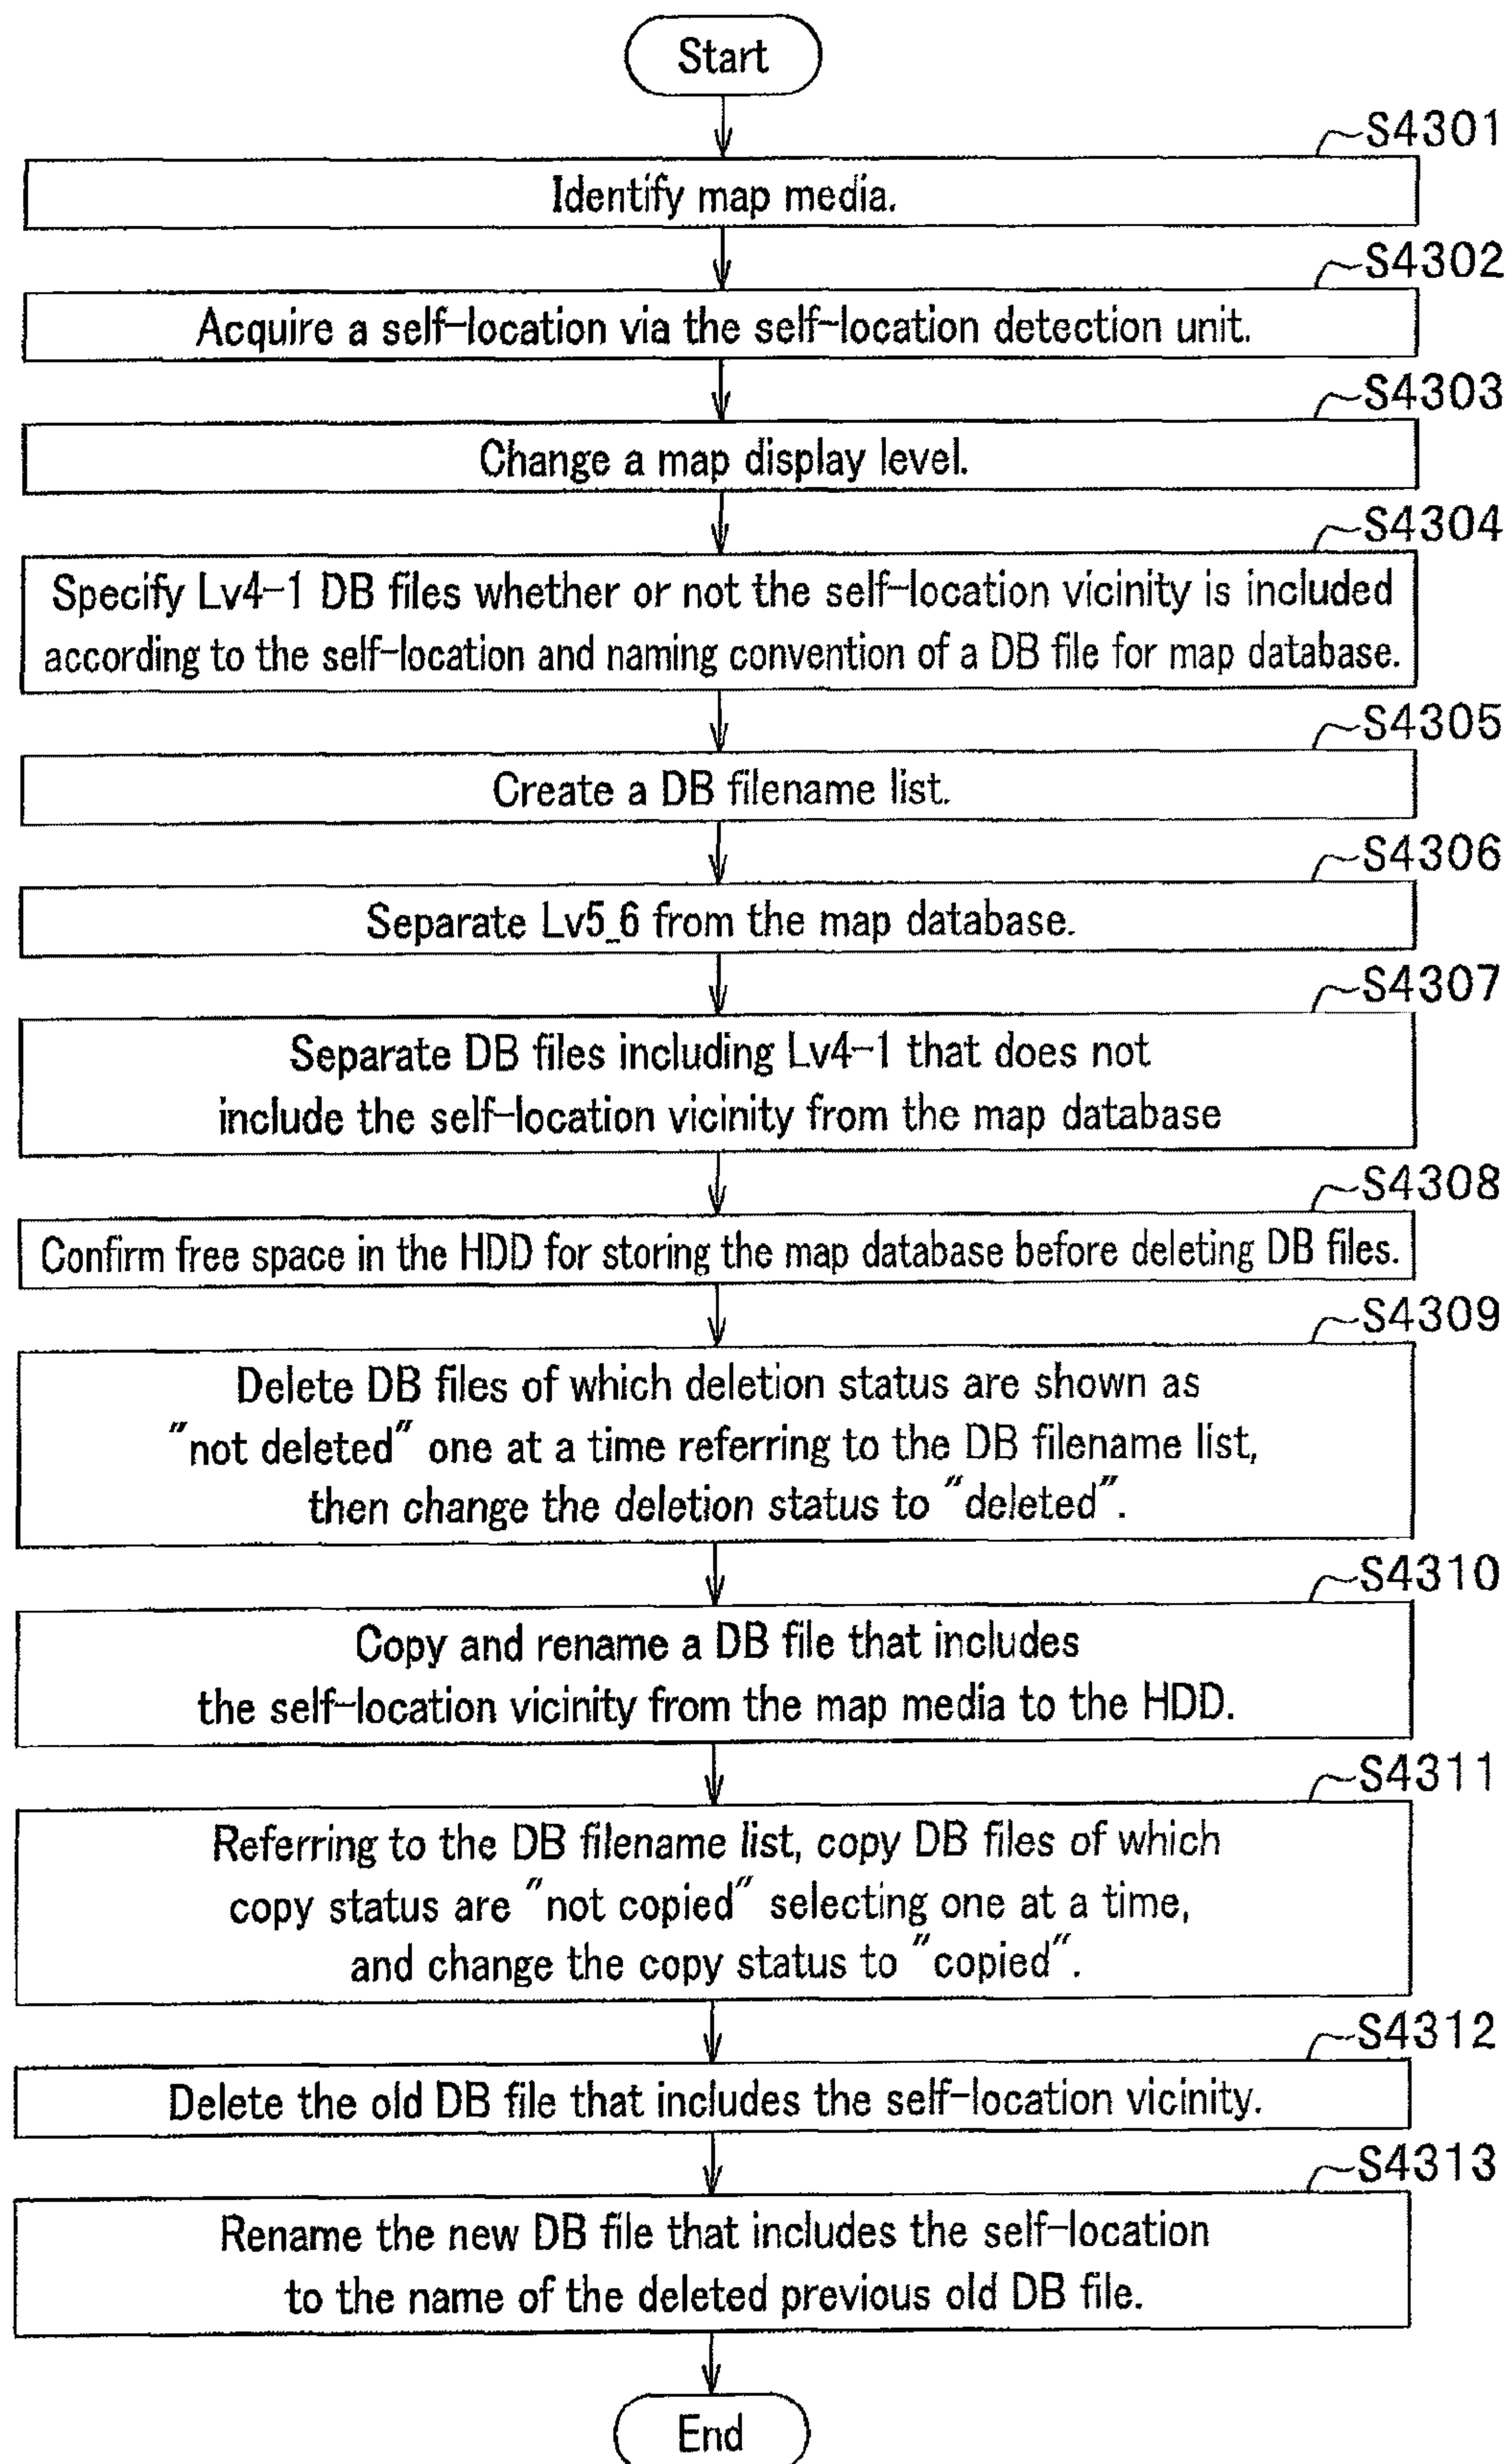 Start
S4301
Identify map media.
S4302
Acquire a self-location via the self-location detection unit.
S4303
Change a map display level.
S4304
Specify Lv4-1 DB files whether or not the self-location vicinity is included
according to the self-location and naming convention of a DB file for map database.
S4305
Create a DB filename list.
S4306
Separate Lv5_6 from the map database.
S4307
Separate DB files including Lv4-1 that does not
include the self-location vicinity from the map database
S4308
Confirm free space in the HDD for storing the map database before deleting DB files.
S4309
Delete DB files of which deletion status are shown as
"not deleted" one at a time referring to the DB filename list,
then change the deletion status to "deleted".
S4310
Copy and rename a DB file that includes
the self-location vicinity from the map media to the HDD.
S4311
Referring to the DB filename list, copy DB files of which
copy status are "not copied" selecting one at a time,
and change the copy status to "copied".
S4312
Delete the old DB file that includes the self-location vicinity.
S4313
Rename the new DB file that includes the self-location
to the name of the deleted previous old DB file.
End